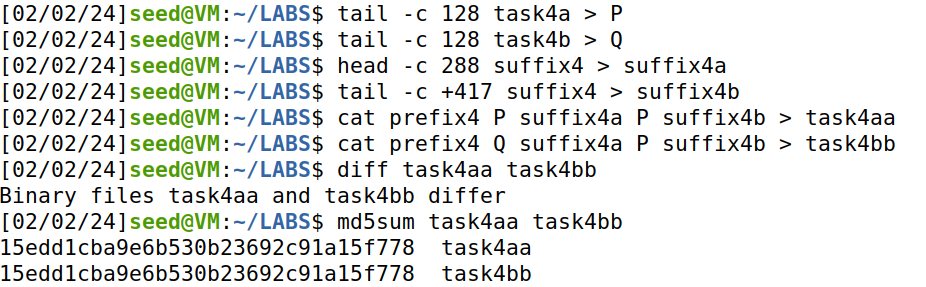 [02/02/24]seed@VM:~/LABS$ tail -c 128 task4a > P
[02/02/24]seed@VM:~/LABS$ tail -c 128 task4b > Q
[02/02/24]seed@VM:~/LABS$ head -c 288 suffix4 > suffix4a
[02/02/24]seed@VM:~/LABS$ tail -c +417 suffix4 > suffix4b
[02/02/24]seed@VM:~/LABS$ cat prefix4 P suffix4a P suffix4b > task4aa
[02/02/24]seed@VM:~/LABS$ cat prefix4 Q suffix4a P suffix4b > task4bb
[02/02/24]seed@VM:~/LABS$ diff task4aa task4bb
Binary files task4aa and task4bb differ
[02/02/24]seed@VM:~/LABS$ md5sum task4aa task4bb
15edd1cba9e6b530b23692c91a15f778  task4aa
15edd1cba9e6b530b23692c91a15f778  task4bb